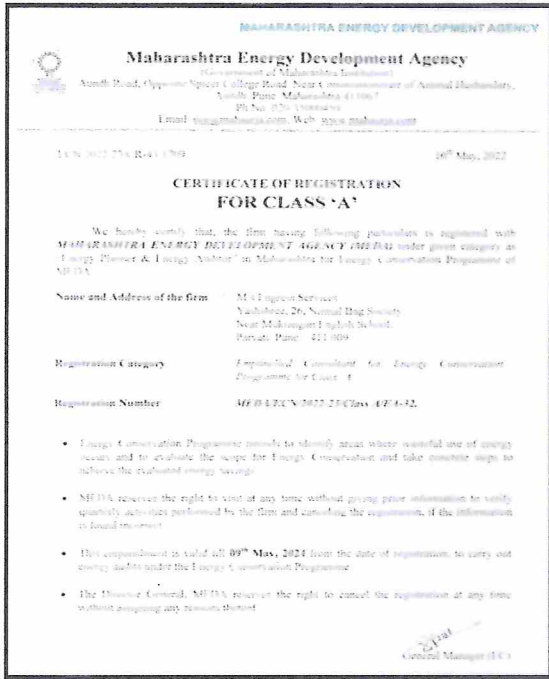 MAHARASHTRA ENERGY DEVELOPMENT AGENCY
Maharashtra Energy Development Agency
(Government of Maharashtra Institution)
Aundh Road, Opposite Spicer College Road, Near Commissionerate of Animal Husbandry,
Aundh, Pune, Maharashtra 411067
Ph No
Email: Web: www.mahaurja.com
10th May, 2022
CERTIFICATE OF REGISTRATION
FOR CLASS ‘A’
We hereby certify that, the firm having following particulars is registered with
MAHARASHTRA ENERGY DEVELOPMENT AGENCY (MEDA) under given category as
“Energy Planner & Energy Auditor” in Maharashtra for Energy Conservation Programme of
MEDA
Name and Address of the firm
M/s Engress Services
Yashshree, 26, Nirmal Bag Society
Near Muktangan English School,
Parvati Pune 411 009
Registration Category
Empanelled Consultant for Energy Conservation
Programme for Class A
Registration Number
MEDA/ECN/2022-23/Class A/EA-32.
• Energy Conservation Programme intends to identify areas where wasteful use of energy
occurs and to evaluate the scope for Energy Conservation and take concrete steps to
achieve the evaluated energy savings
• MEDA reserves the right to visit at any time without giving prior information to verify
quarterly activities performed by the firm and canceling the registration, if the information
is found incorrect
• This empanelment is valid till 09th May, 2024 from the date of registration, to carry out
energy audits under the Energy Conservation Programme
• The Director General, MEDA reserves the right to cancel the registration at any time
without assigning any reasons thereof
General Manager (EC)